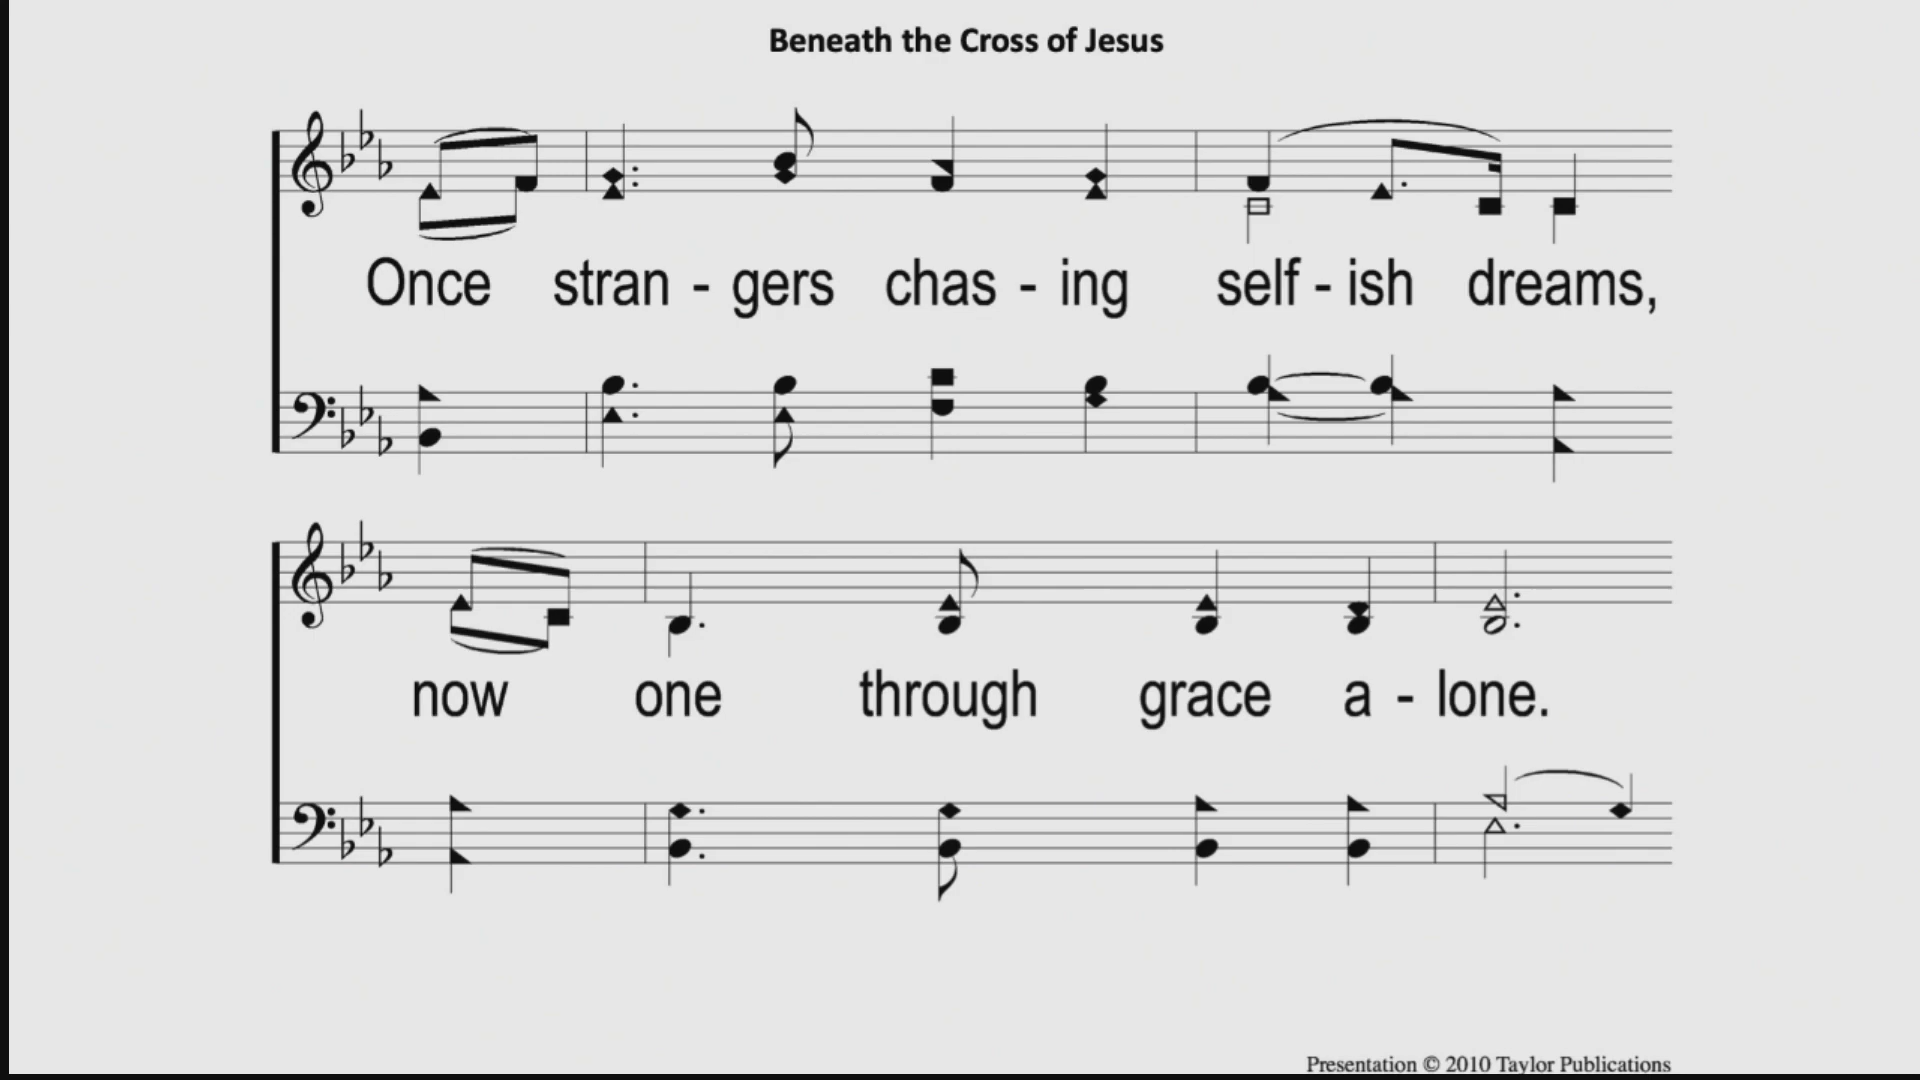 Beneath the Cross of Jesus
Once stran - gers chas - ing self - ish dreams,
now one through grace a - lone.
Presentation © 2010 Taylor Publications